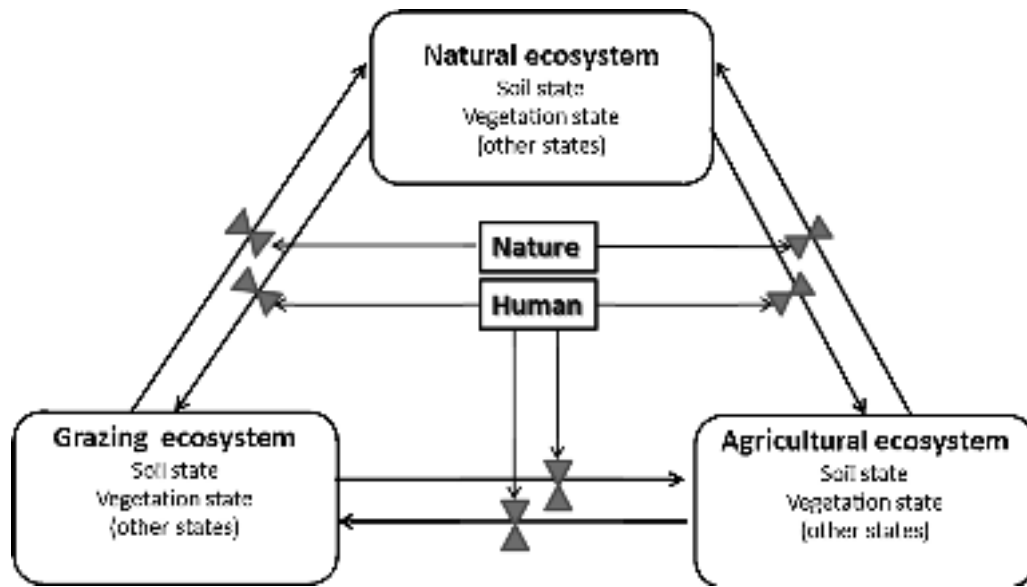 Natural ecosystem
Soil state
Vegetation state
(other states)
Nature
Human
Grazing ecosystem
Soil state
Vegetation state
(other states)
Agricultural ecosystem
Soil state
Vegetation state
(other states)